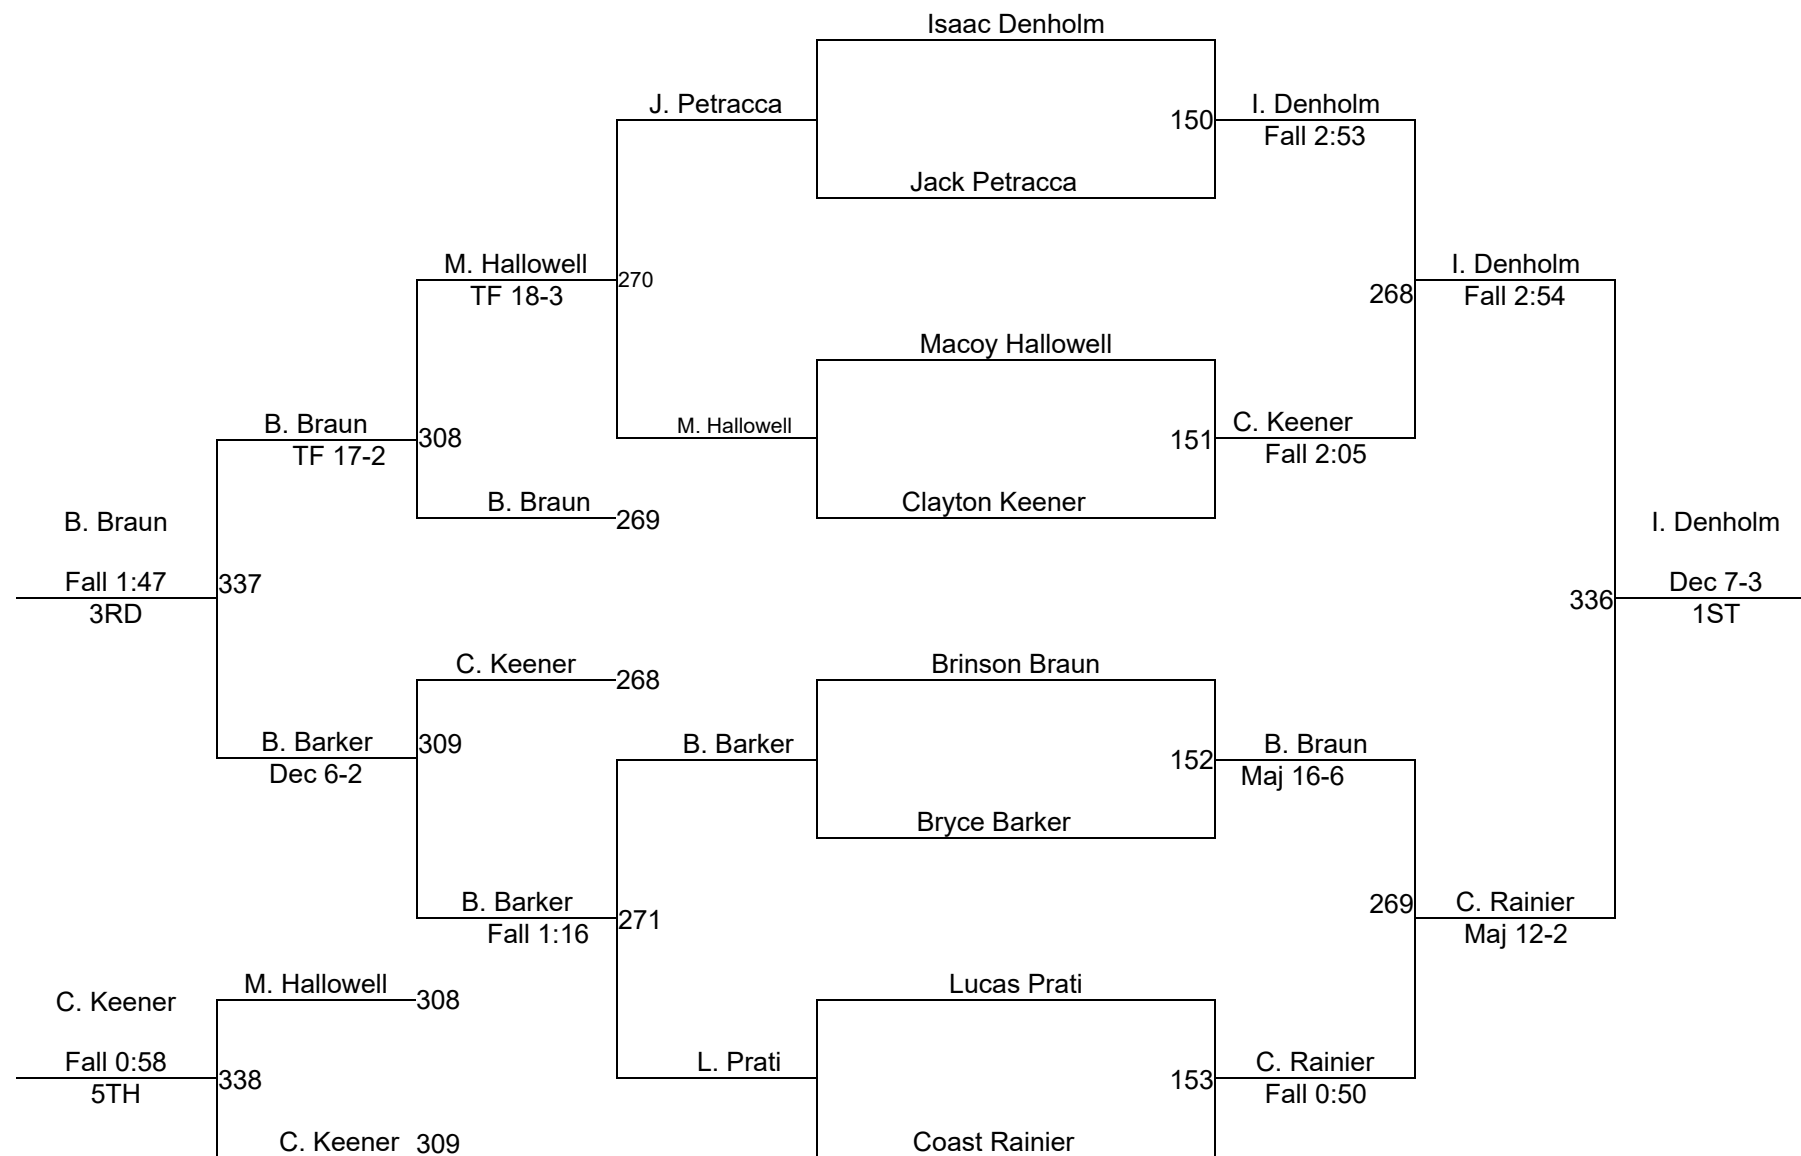 Isaac Denholm
J. Petracca
150
I. Denholm
Fall 2:53
Jack Petracca
M. Hallowell
TF 18-3
270
268
I. Denholm
Fall 2:54
Macoy Hallowell
B. Braun
TF 17-2
308
M. Hallowell
151
C. Keener
Fall 2:05
B. Braun
269
Clayton Keener
B. Braun
Fall 1:47
3RD
337
336
I. Denholm
Dec 7-3
1ST
C. Keener
268
Brinson Braun
B. Barker
Dec 6-2
309
B. Barker
152
B. Braun
Maj 16-6
Bryce Barker
B. Barker
Fall 1:16
271
269
C. Rainier
Maj 12-2
M. Hallowell
308
Lucas Prati
C. Keener
Fall 0:58
5TH
338
L. Prati
153
C. Rainier
Fall 0:50
C. Keener
309
Coast Rainier